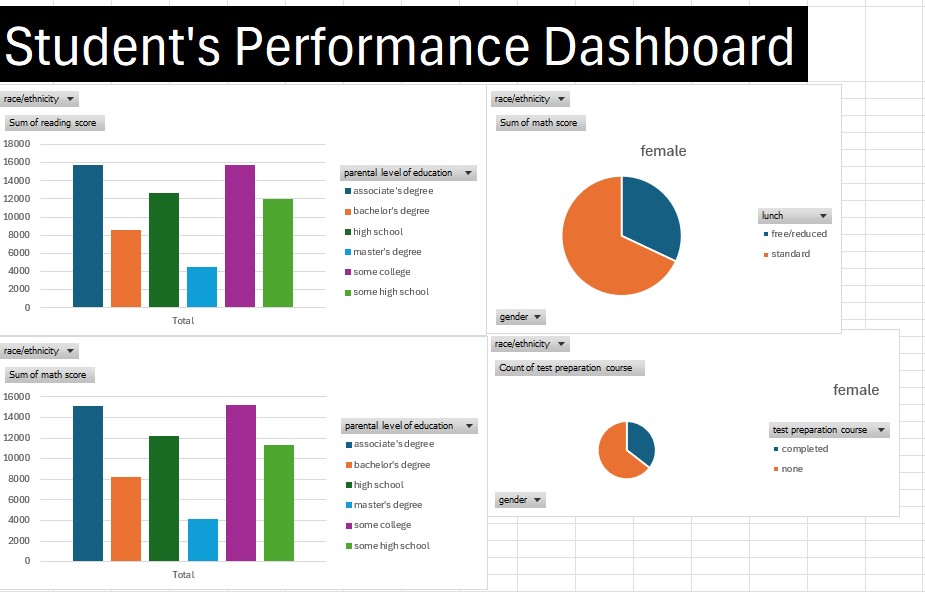 Student's Performance Dashboard
race/ethnicity
Sum of reading score
18000
16000
14000
12000
10000
8000
6000
4000
2000
0
Total
parental level of education
associate's degree
bachelor's degree
high school
master's degree
some college
some high school
race/ethnicity
Sum of math score
female
lunch
free/reduced
standard
gender
race/ethnicity
Sum of math score
16000
14000
12000
10000
8000
6000
4000
2000
0
Total
parental level of education
associate's degree
bachelor's degree
high school
master's degree
some college
some high school
race/ethnicity
Count of test preparation course
female
test preparation course
completed
none
gender